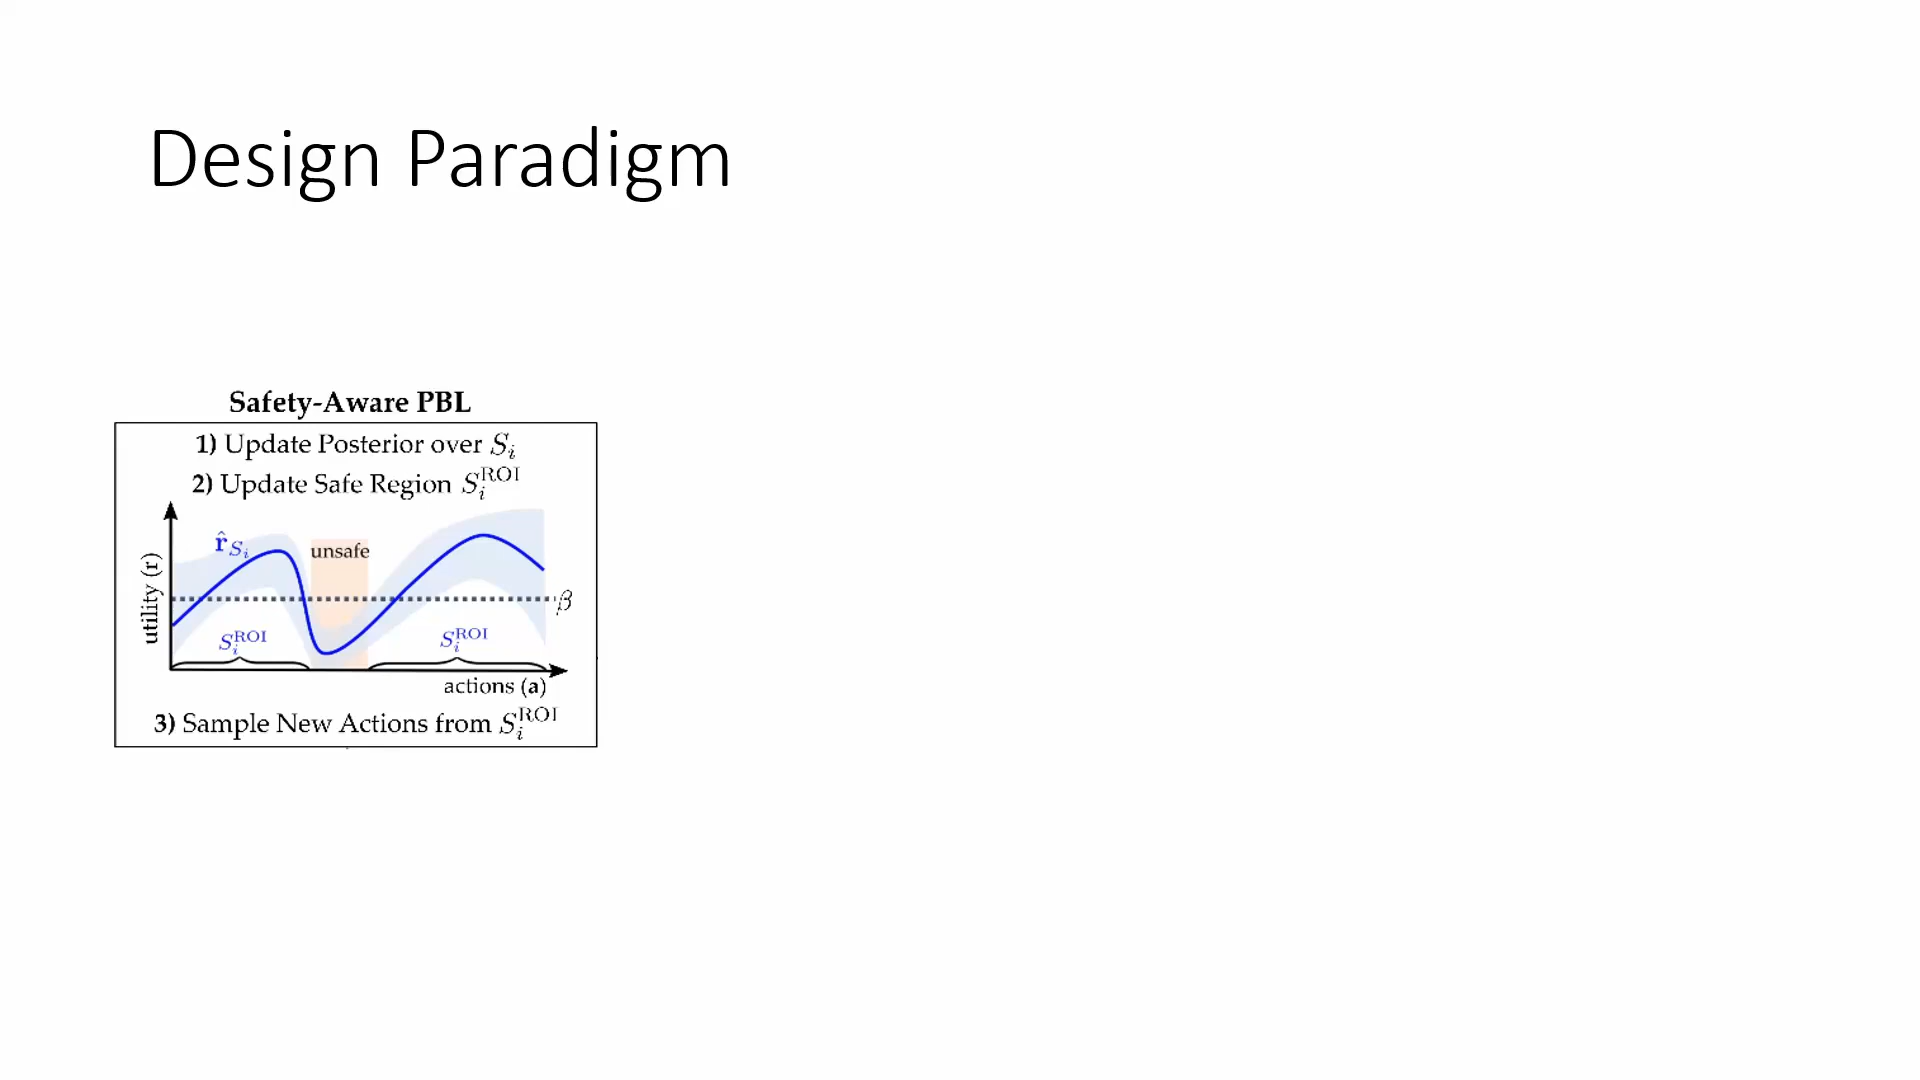 Design Paradigm
Safety-Aware PBL
1) Update Posterior over S_i
2) Update Safe Region S_i^ROI
r̂_{S_i}
unsafe
utility (r)
β
S_i^ROI
S_i^ROI
actions (a)
3) Sample New Actions from S_i^ROI